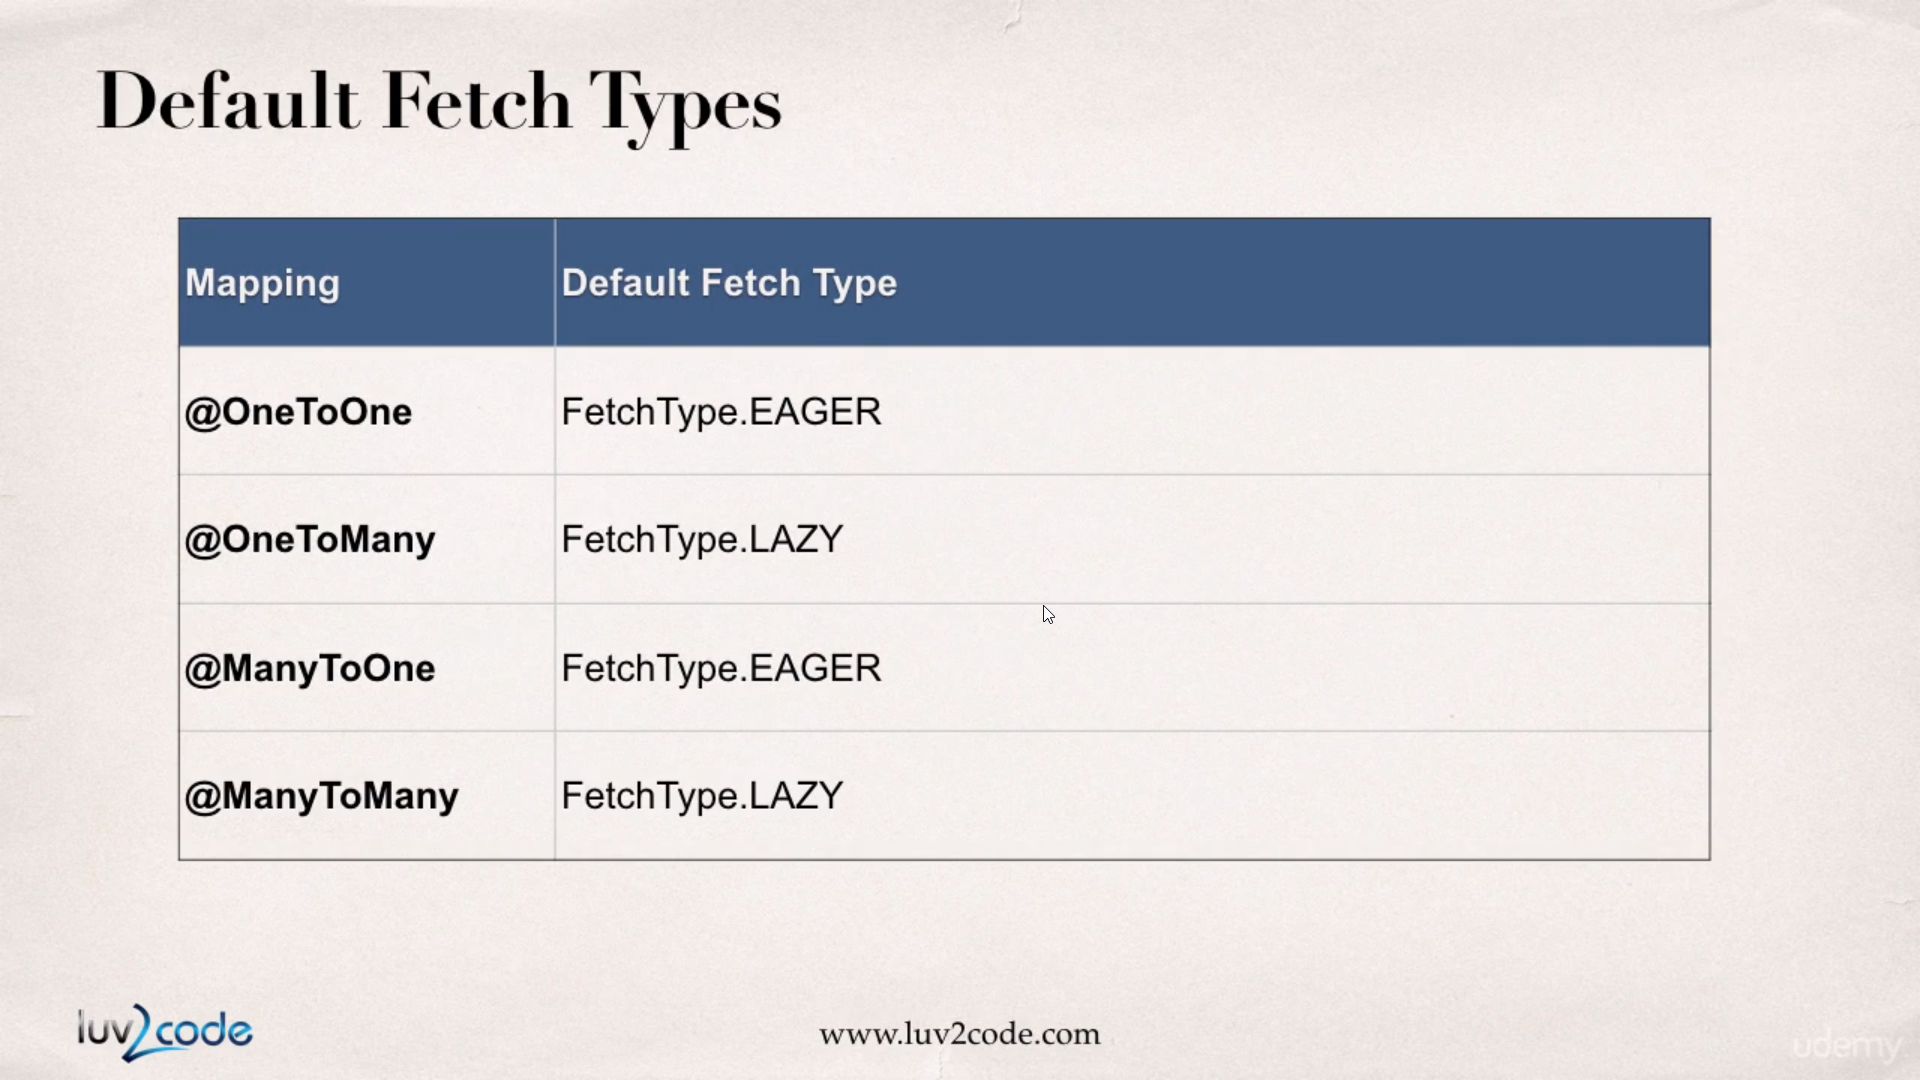 Default Fetch Types
Mapping Default Fetch Type
@OneToOne FetchType.EAGER
@OneToMany FetchType.LAZY
@ManyToOne FetchType.EAGER
@ManyToMany FetchType.LAZY
luv2code
www.luv2code.com
udemy